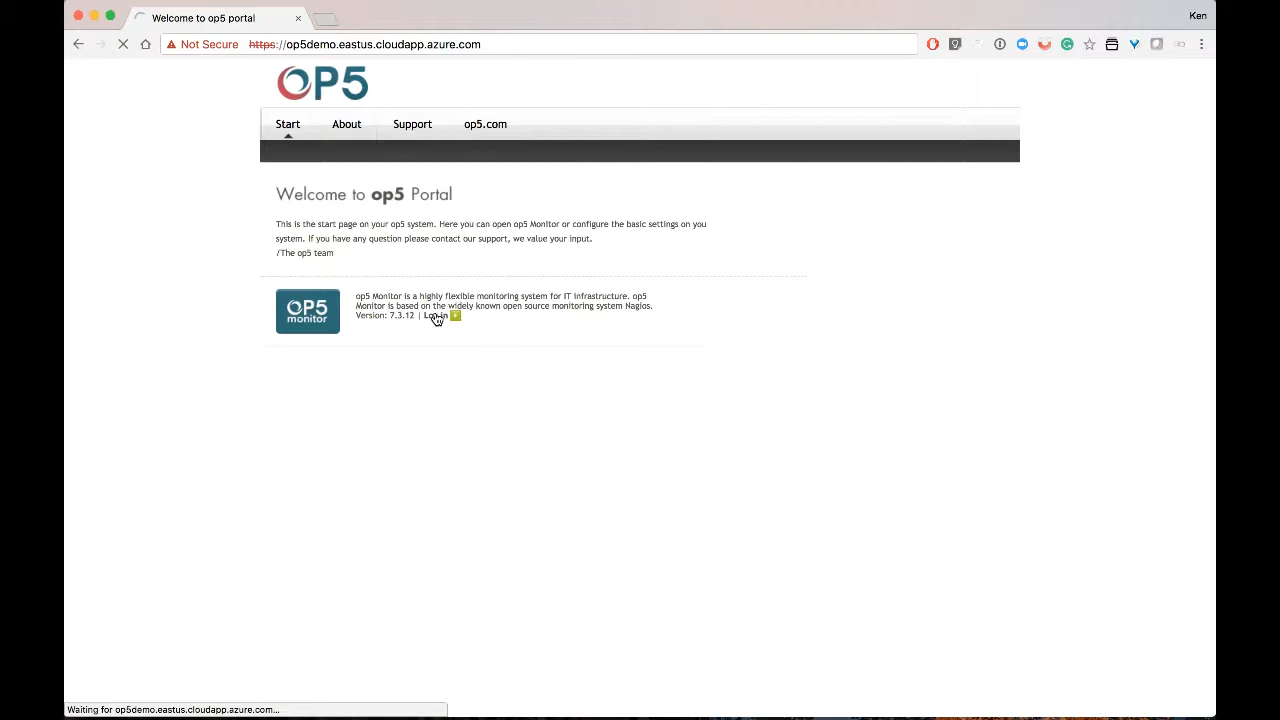 Welcome to op5 portal
Ken
Not Secure https://op5demo.eastus.cloudapp.azure.com
OP5
Start About Support op5.com
Welcome to op5 Portal
This is the start page on your op5 system. Here you can open op5 Monitor or configure the basic settings on you
system. If you have any question please contact our support, we value your input.
/The op5 team
OP5
monitor
op5 Monitor is a highly flexible monitoring system for IT infrastructure. op5
Monitor is based on the widely known open source monitoring system Nagios.
Version: 7.3.12 | Log in
Waiting for op5demo.eastus.cloudapp.azure.com...